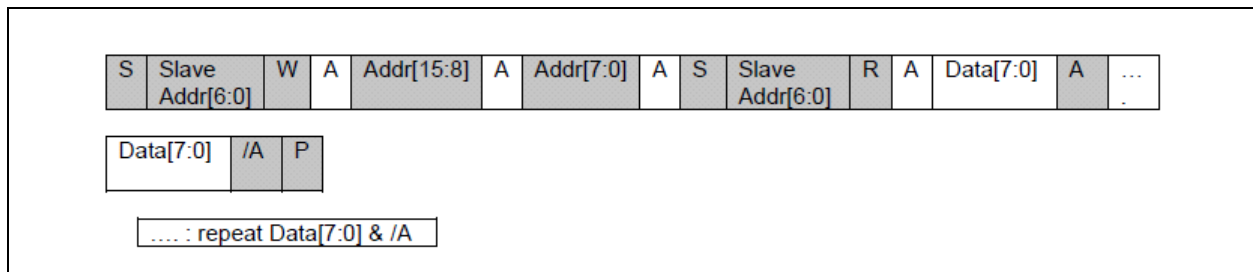 S Slave W A Addr[15:8] A Addr[7:0] A S Slave R A Data[7:0] A ...
Addr[6:0] Addr[6:0] .
Data[7:0] /A P
.... : repeat Data[7:0] & /A